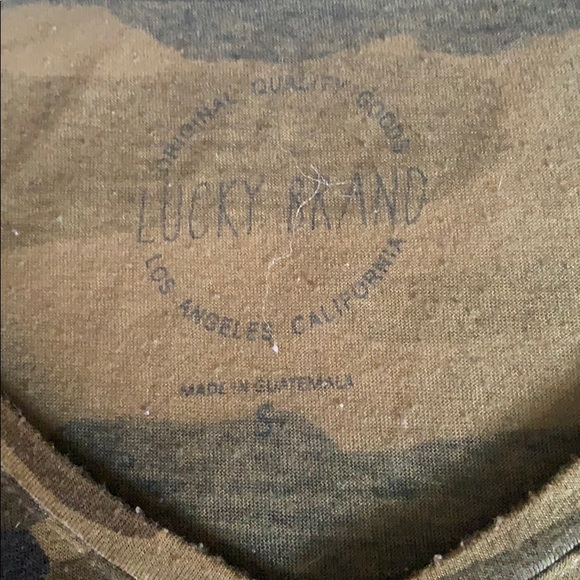 ORIGINAL QUALITY GOODS
LUCKY BRAND
LOS ANGELES CALIFORNIA
MADE IN GUATEMALA
S